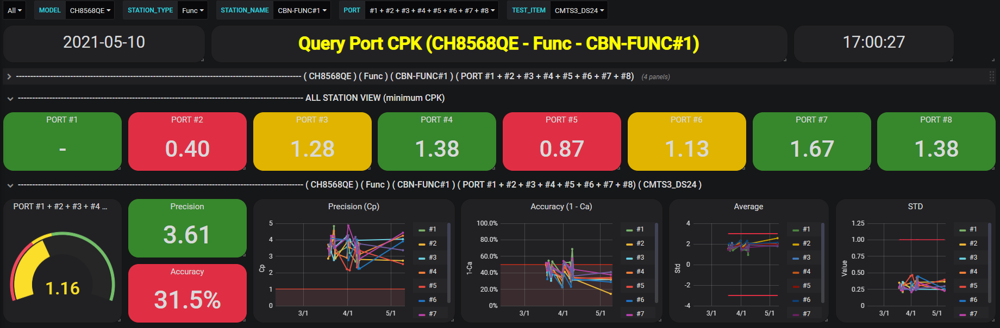 All MODEL CH8568QE STATION_TYPE Func STATION_NAME CBN-FUNC#1 PORT #1 + #2 + #3 + #4 + #5 + #6 + #7 + #8 TEST_ITEM CMTS3_DS24
2021-05-10 Query Port CPK (CH8568QE - Func - CBN-FUNC#1) 17:00:27
( CH8568QE ) ( Func ) ( CBN-FUNC#1 ) ( PORT #1 + #2 + #3 + #4 + #5 + #6 + #7 + #8) (4 panels)
ALL STATION VIEW (minimum CPK)
PORT #1 PORT #2 PORT #3 PORT #4 PORT #5 PORT #6 PORT #7 PORT #8
- 0.40 1.28 1.38 0.87 1.13 1.67 1.38
( CH8568QE ) ( Func ) ( CBN-FUNC#1 ) ( PORT #1 + #2 + #3 + #4 + #5 + #6 + #7 + #8) ( CMTS3_DS24 )
PORT #1 + #2 + #3 + #4 ...
1.16
Precision
3.61
Accuracy
31.5%
Precision (Cp)
Cp
5
4
3
2
1
0
3/1 4/1 5/1
#1
#2
#3
#4
#5
#6
#7
Accuracy (1 - Ca)
1-Ca
100.0%
80.0%
60.0%
40.0%
20.0%
0%
3/1 4/1 5/1
#1
#2
#3
#4
#5
#6
#7
Average
Std
4
2
0
-2
-4
3/1 4/1 5/1
#1
#2
#3
#4
#5
#6
#7
STD
Value
1.25
1.00
0.75
0.50
0.25
0
3/1 4/1 5/1
#1
#2
#3
#4
#5
#6
#7